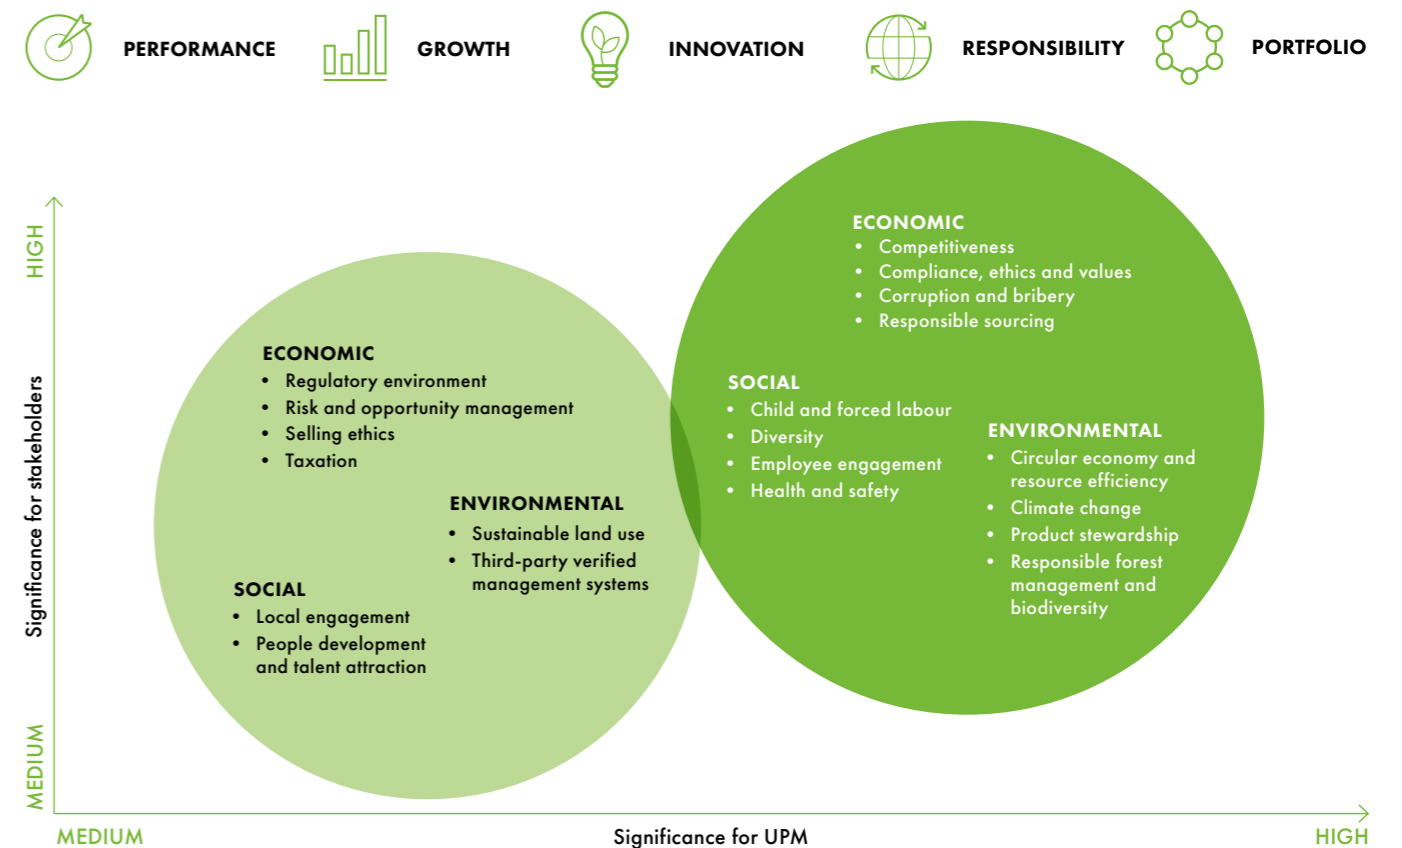 PERFORMANCE
GROWTH
INNOVATION
RESPONSIBILITY
PORTFOLIO
HIGH
Significance for stakeholders
MEDIUM
ECONOMIC
• Regulatory environment
• Risk and opportunity management
• Selling ethics
• Taxation
ENVIRONMENTAL
• Sustainable land use
• Third-party verified
management systems
SOCIAL
• Local engagement
• People development
and talent attraction
ECONOMIC
• Competitiveness
• Compliance, ethics and values
• Corruption and bribery
• Responsible sourcing
SOCIAL
• Child and forced labour
• Diversity
• Employee engagement
• Health and safety
ENVIRONMENTAL
• Circular economy and
resource efficiency
• Climate change
• Product stewardship
• Responsible forest
management and
biodiversity
MEDIUM
Significance for UPM
HIGH